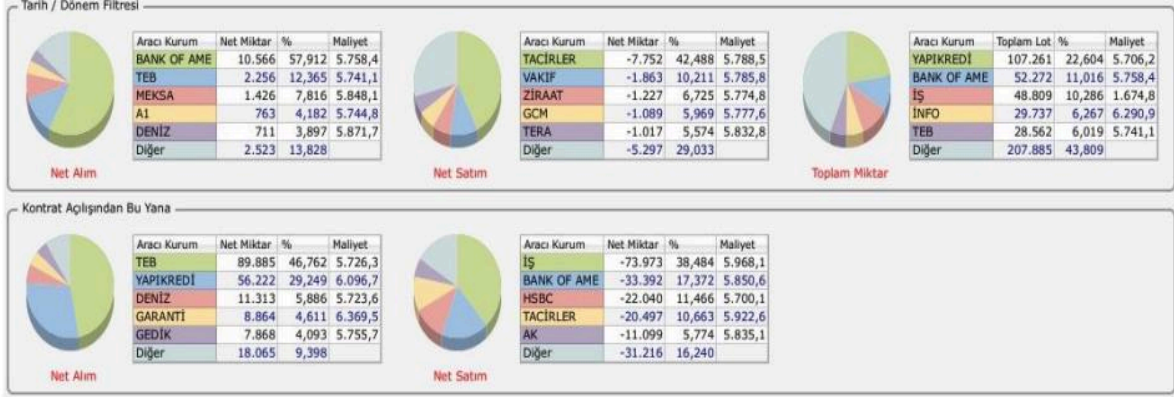 Tarih / Dönem Filtresi
Aracı Kurum Net Miktar % Maliyet
BANK OF AME 10.566 57,912 5.758,4
TEB 2.256 12,365 5.741,1
MEKSA 1.426 7,816 5.848,1
A1 763 4,182 5.744,8
DENİZ 711 3,897 5.871,7
Diğer 2.523 13,828
Net Alım
Aracı Kurum Net Miktar % Maliyet
TACİRLER -7.752 42,488 5.788,5
VAKIF -1.863 10,211 5.785,8
ZİRAAT -1.227 6,725 5.774,8
GCM -1.089 5,969 5.777,6
TERA -1.017 5,574 5.832,8
Diğer -5.297 29,033
Net Satım
Aracı Kurum Toplam Lot % Maliyet
YAPIKREDİ 107.261 22,604 5.706,2
BANK OF AME 52.272 11,016 5.758,4
İŞ 48.809 10,286 1.674,8
İNFO 29.737 6,267 6.290,9
TEB 28.562 6,019 5.741,1
Diğer 207.885 43,809
Toplam Miktar
Kontrat Açılışından Bu Yana
Aracı Kurum Net Miktar % Maliyet
TEB 89.885 46,762 5.726,3
YAPIKREDİ 56.222 29,249 6.096,7
DENİZ 11.313 5,886 5.723,6
GARANTİ 8.864 4,611 6.369,5
GEDİK 7.868 4,093 5.755,7
Diğer 18.065 9,398
Net Alım
Aracı Kurum Net Miktar % Maliyet
İŞ -73.973 38,484 5.968,1
BANK OF AME -33.392 17,372 5.850,6
HSBC -22.040 11,466 5.700,1
TACİRLER -20.497 10,663 5.922,6
AK -11.099 5,774 5.835,1
Diğer -31.216 16,240
Net Satım